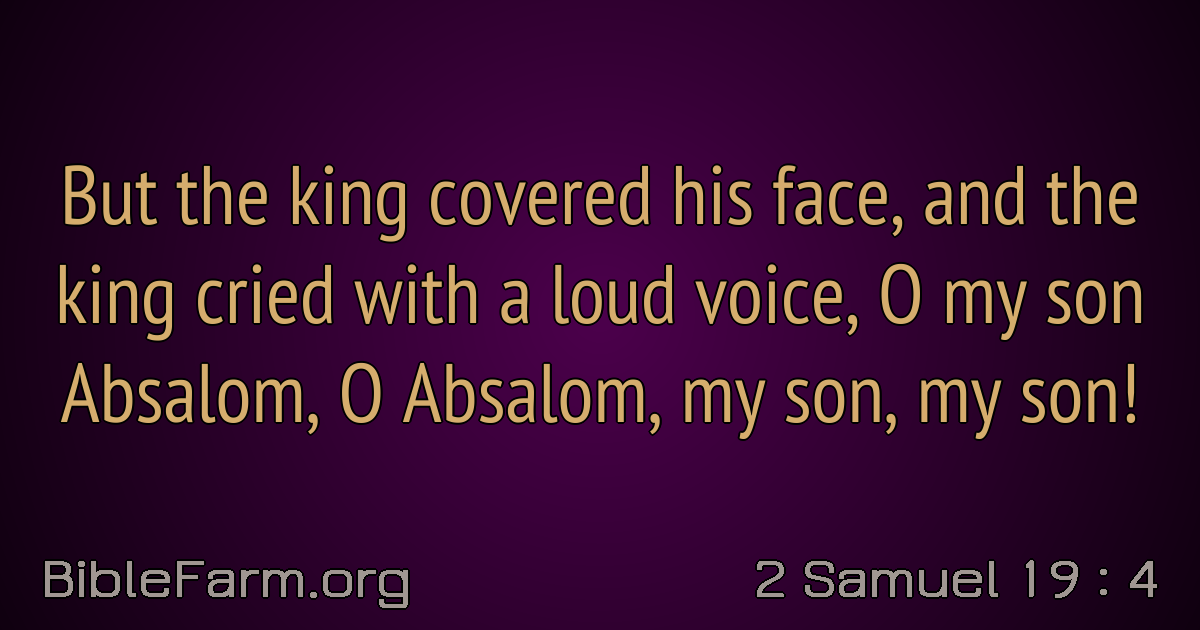 But the king covered his face, and the
king cried with a loud voice, O my son
Absalom, O Absalom, my son, my son!
BibleFarm.org
2 Samuel 19 : 4